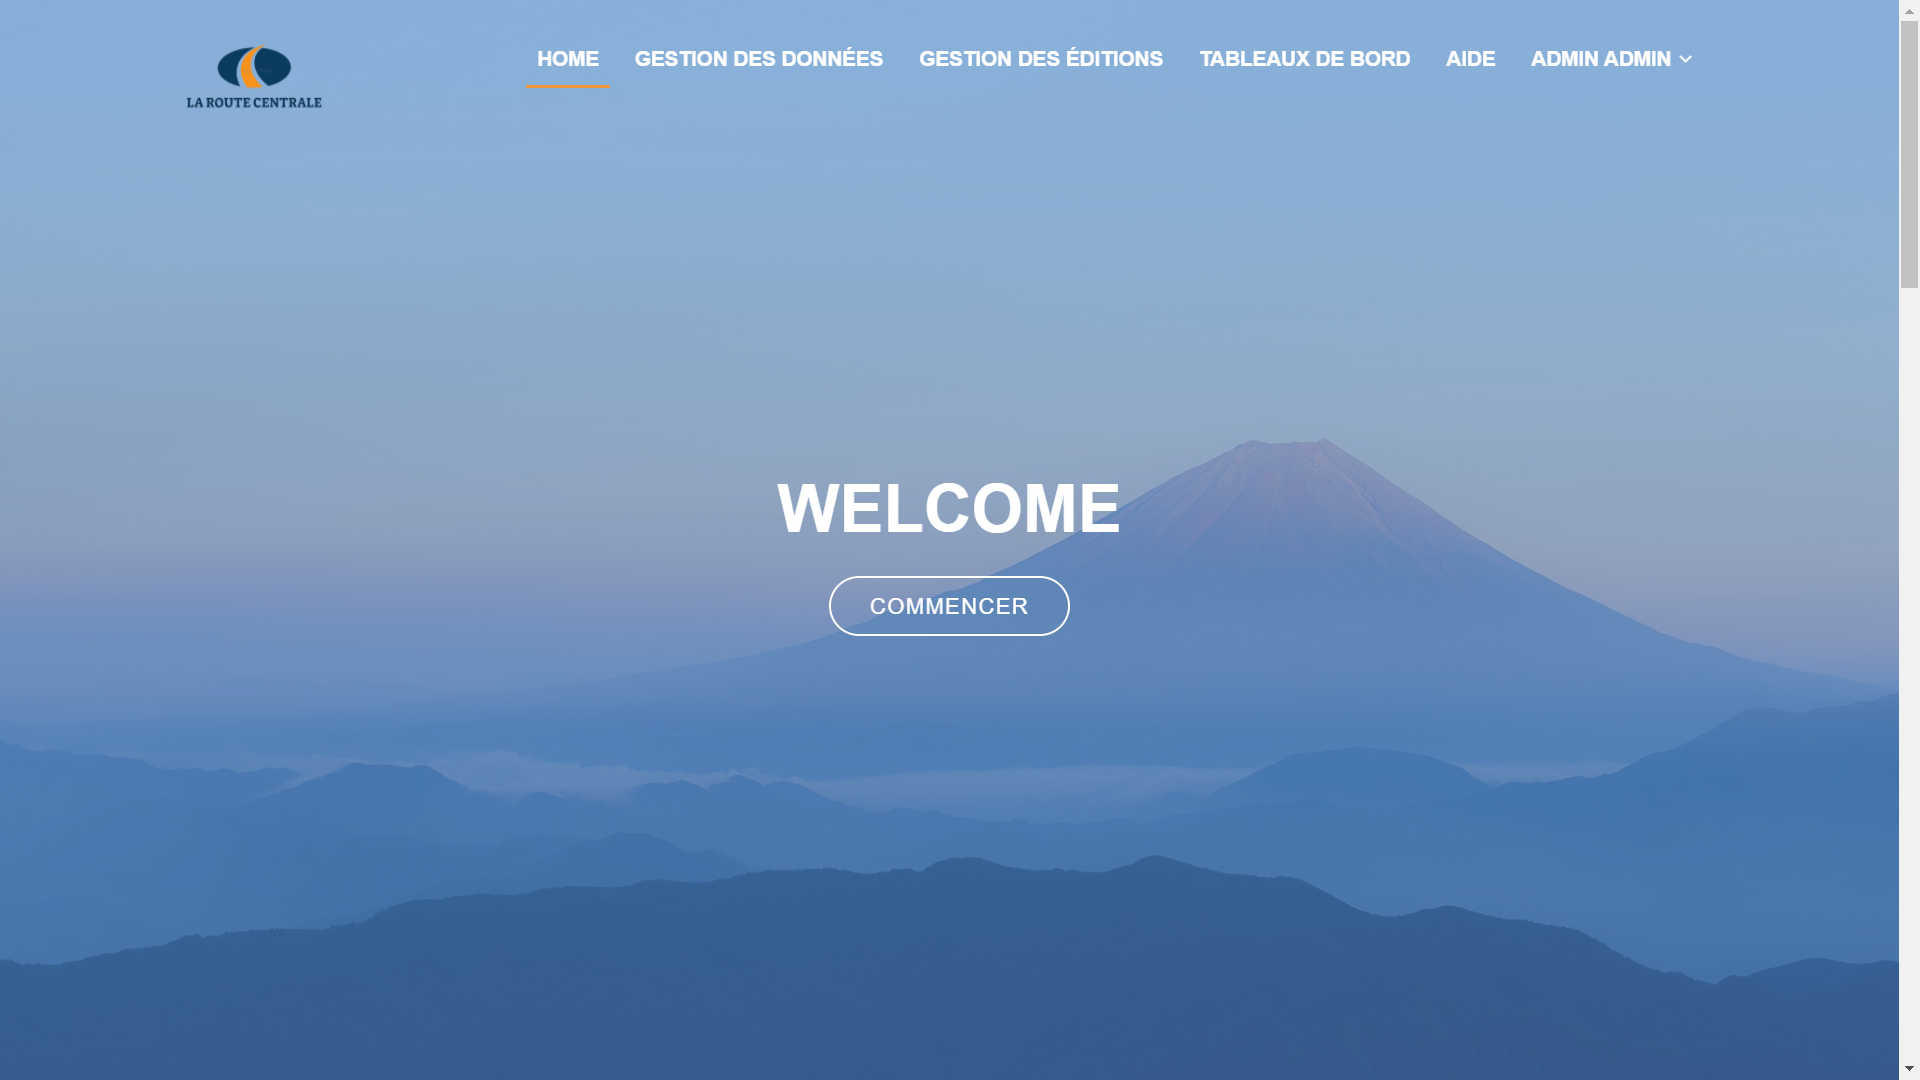 LA ROUTE CENTRALE
HOME GESTION DES DONNÉES GESTION DES ÉDITIONS TABLEAUX DE BORD AIDE ADMIN ADMIN
WELCOME
COMMENCER